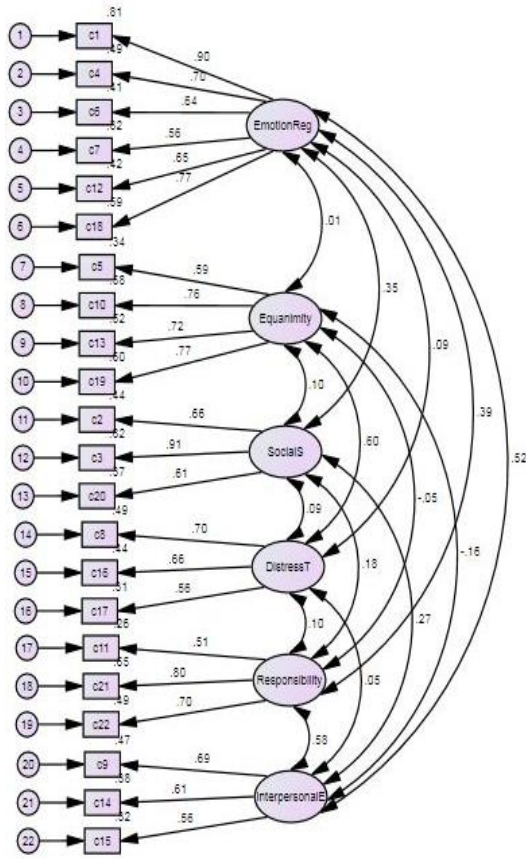 .81
1 c1
.49 .90
2 c4 .70
.41
3 c6 .64
.32 EmotionReg
4 c7 .56
.42 .65
5 c12 .77
.59
6 c18
.34 .01
7 c5 .59
.58 .35
8 c10 .76
.52 Equanimity
9 c13 .72
.60 .09
10 c19 .77
.44 .10 .39
11 c2 .66
.82 .60
12 c3 .91 SocialS .52
.37
13 c20 .61 -.05
.49 .09
14 c8 .70
.44 .18 -.16
15 c16 .66 DistressT
.31
16 c17 .56 .10 .27
.26
17 c11 .51
.65 .05
18 c21 .80 Responsibility
.49
19 c22 .70
.47 .58
20 c9 .69
.38
21 c14 .61 InterpersonalE
.32
22 c15 .56